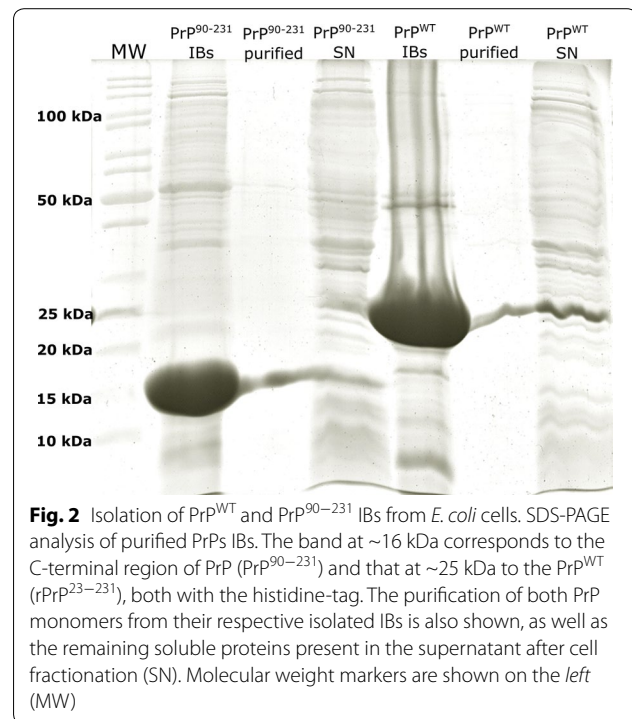 PrP90-231 PrP90-231 PrP90-231 PrPWT PrPWT PrPWT
MW IBs purified SN IBs purified SN
100 kDa
50 kDa
25 kDa
20 kDa
15 kDa
10 kDa
Fig. 2 Isolation of PrPWT and PrP90−231 IBs from E. coli cells. SDS-PAGE
analysis of purified PrPs IBs. The band at ~16 kDa corresponds to the
C-terminal region of PrP (PrP90−231) and that at ~25 kDa to the PrPWT
(rPrP23−231), both with the histidine-tag. The purification of both PrP
monomers from their respective isolated IBs is also shown, as well as
the remaining soluble proteins present in the supernatant after cell
fractionation (SN). Molecular weight markers are shown on the left
(MW)